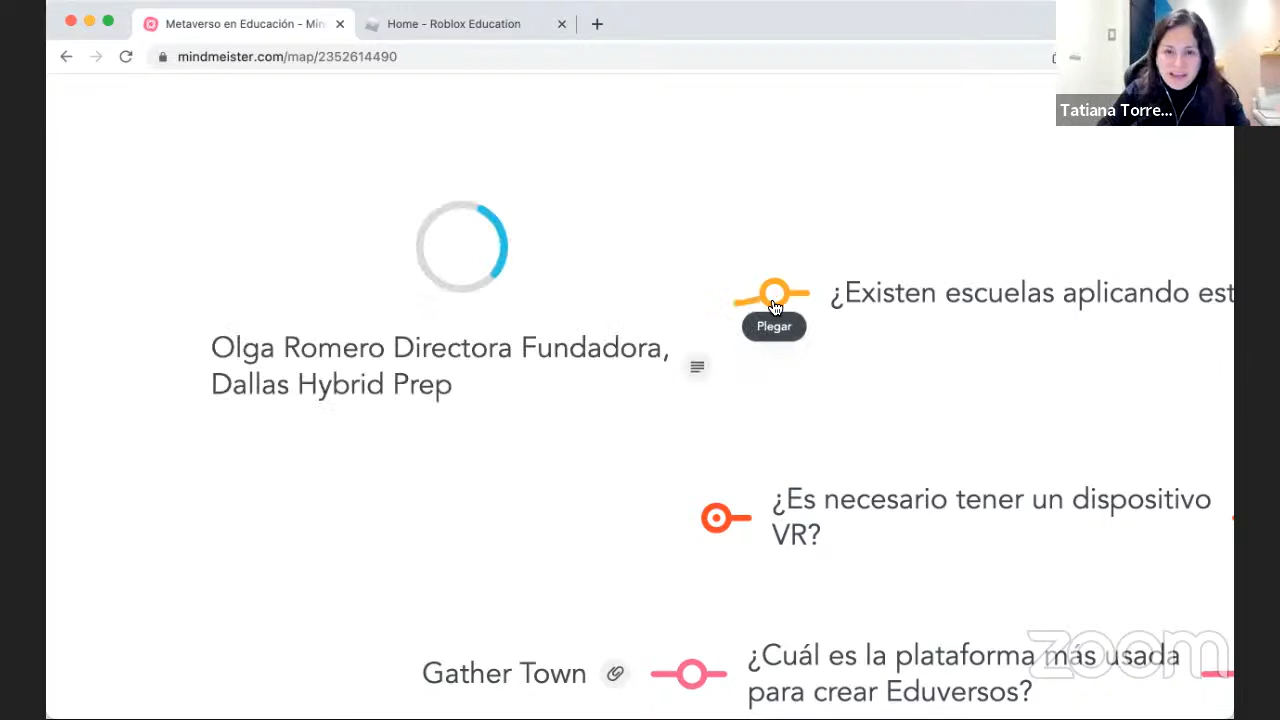 Metaverso en Educación - Min
Home - Roblox Education
mindmeister.com/map/2352614490
Tatiana Torre...
¿Existen escuelas aplicando est
Plegar
Olga Romero Directora Fundadora,
Dallas Hybrid Prep
¿Es necesario tener un dispositivo
VR?
Gather Town
¿Cuál es la plataforma más usada
para crear Eduversos?
zoom